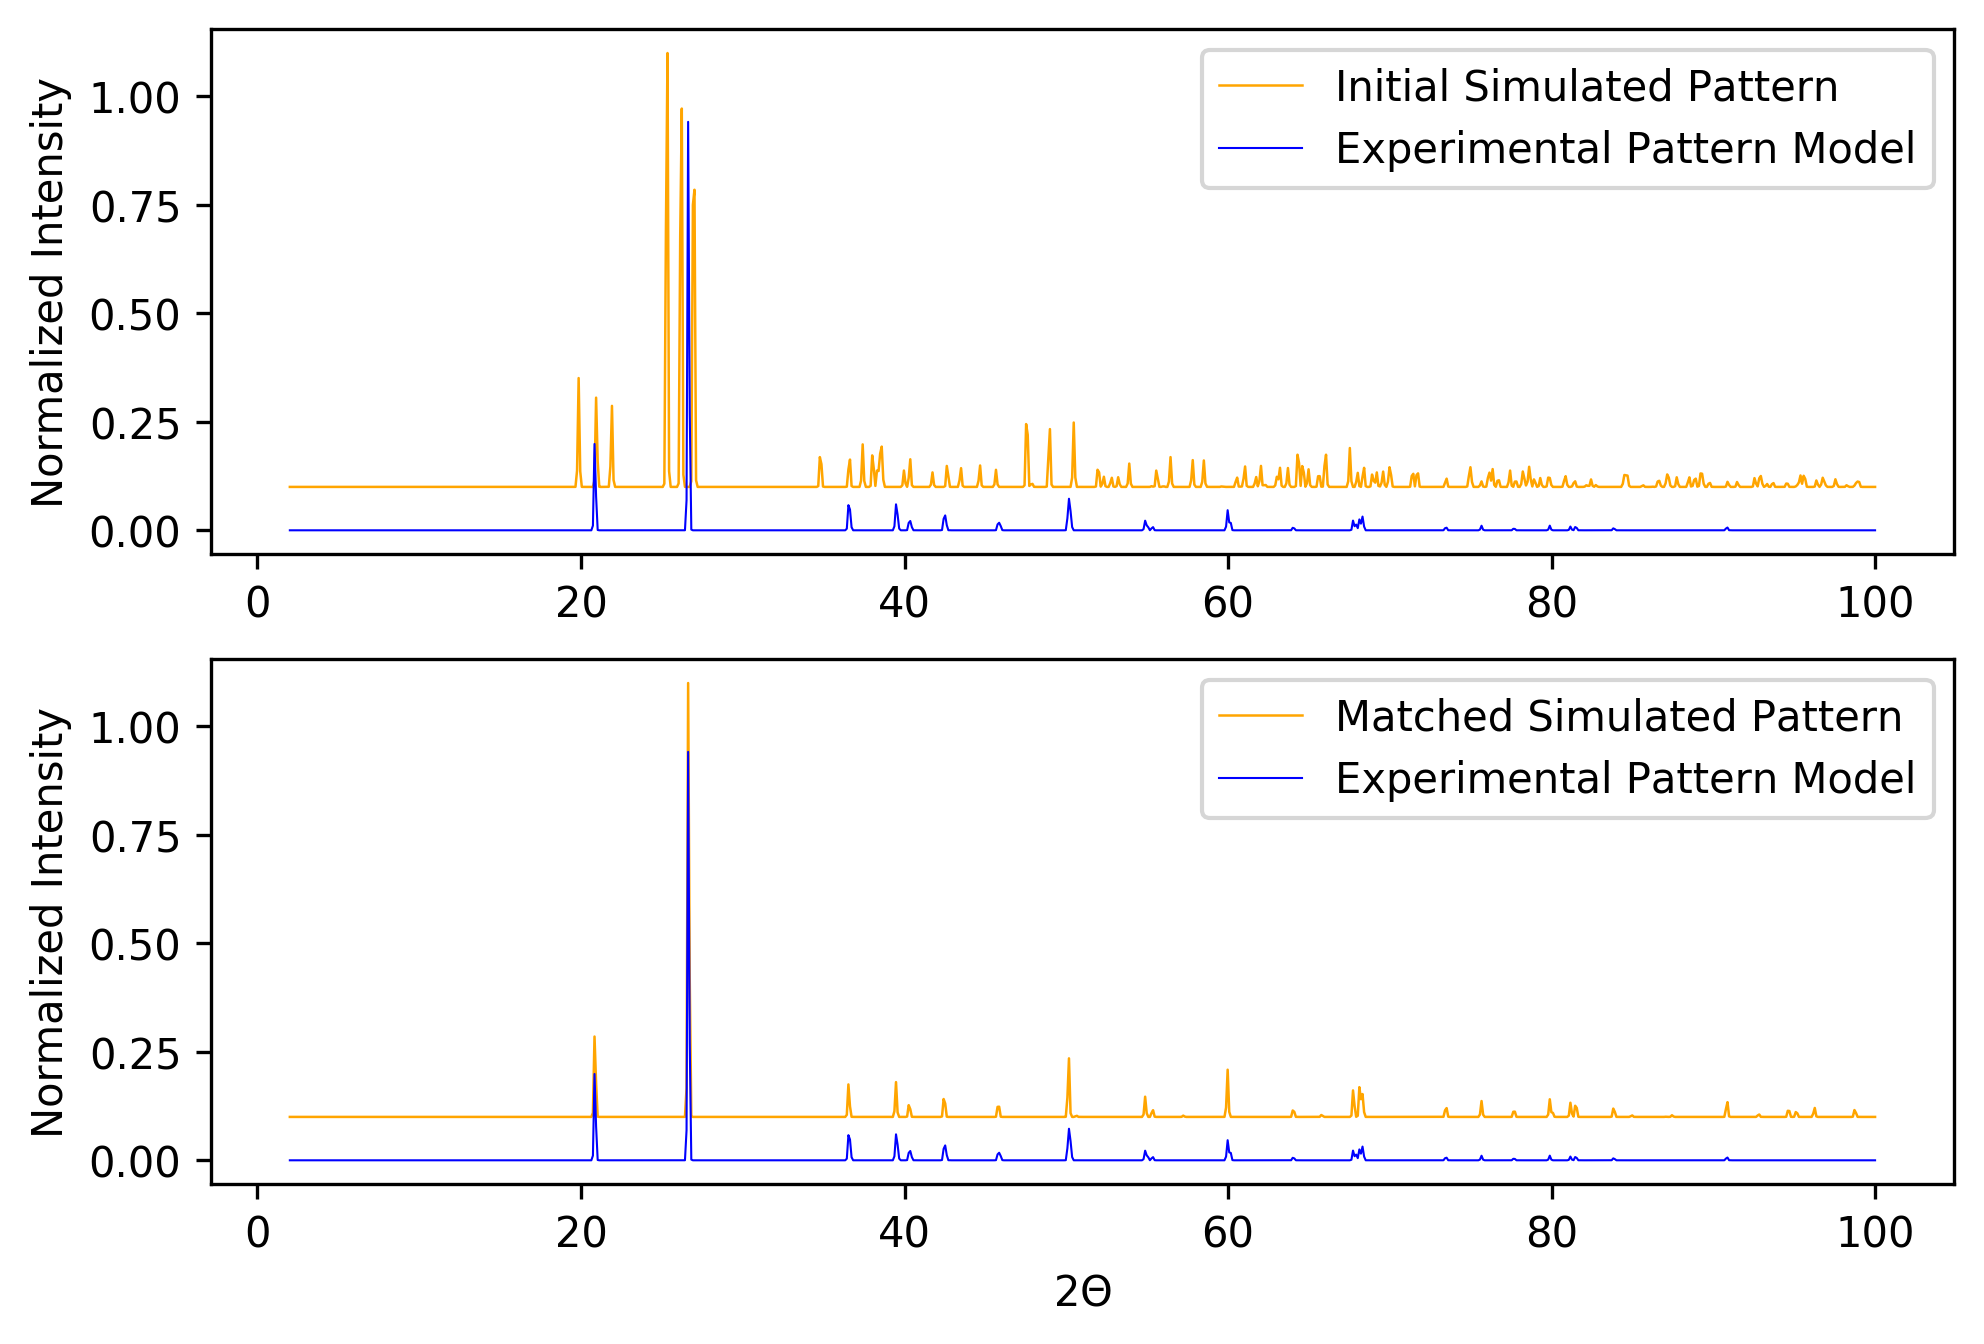 Normalized Intensity
1.00
0.75
0.50
0.25
0.00
Initial Simulated Pattern
Experimental Pattern Model
0 20 40 60 80 100
Normalized Intensity
1.00
0.75
0.50
0.25
0.00
Matched Simulated Pattern
Experimental Pattern Model
0 20 40 60 80 100
2Θ